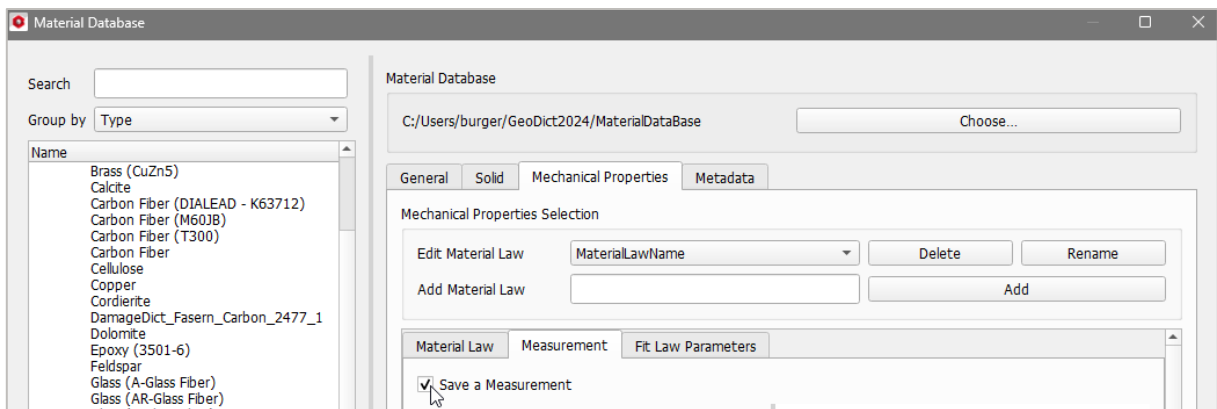 Material Database
Search
Group by Type
Name
Brass (CuZn5)
Calcite
Carbon Fiber (DIALEAD - K63712)
Carbon Fiber (M60JB)
Carbon Fiber (T300)
Carbon Fiber
Cellulose
Copper
Cordierite
DamageDict_Fasern_Carbon_2477_1
Dolomite
Epoxy (3501-6)
Feldspar
Glass (A-Glass Fiber)
Glass (AR-Glass Fiber)
Material Database
C:/Users/burger/GeoDict2024/MaterialDataBase Choose...
General Solid Mechanical Properties Metadata
Mechanical Properties Selection
Edit Material Law MaterialLawName Delete Rename
Add Material Law Add
Material Law Measurement Fit Law Parameters
Save a Measurement